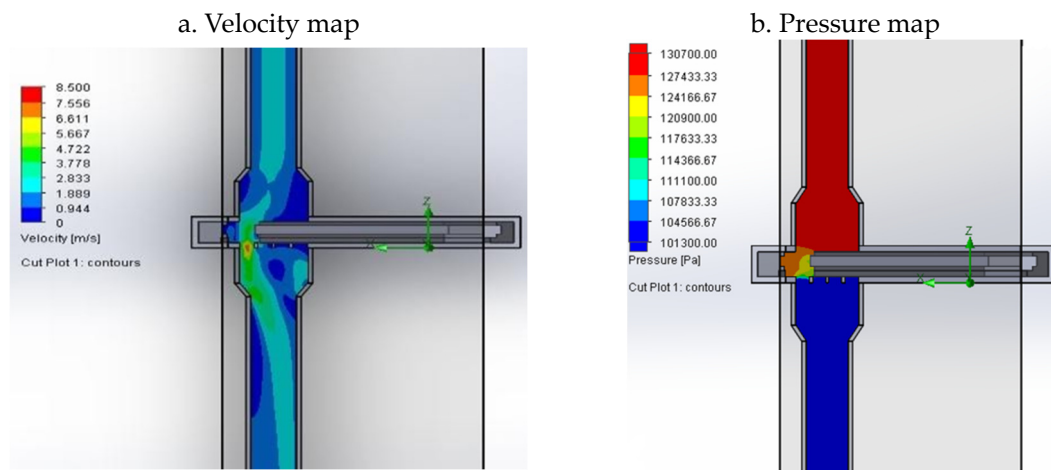 a. Velocity map
8.500
7.556
6.611
5.667
4.722
3.778
2.833
1.889
0.944
0
Velocity [m/s]
Cut Plot 1: contours
Z
X
b. Pressure map
130700.00
127433.33
124166.67
120900.00
117633.33
114366.67
111100.00
107833.33
104566.67
101300.00
Pressure [Pa]
Cut Plot 1: contours
Z
X